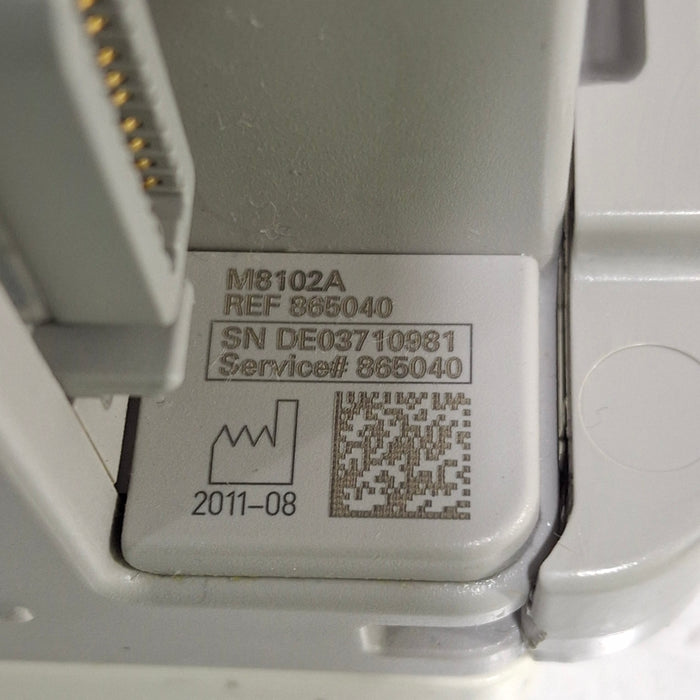 M8102A
REF 865040
SN DE03710981
Service# 865040
2011-08